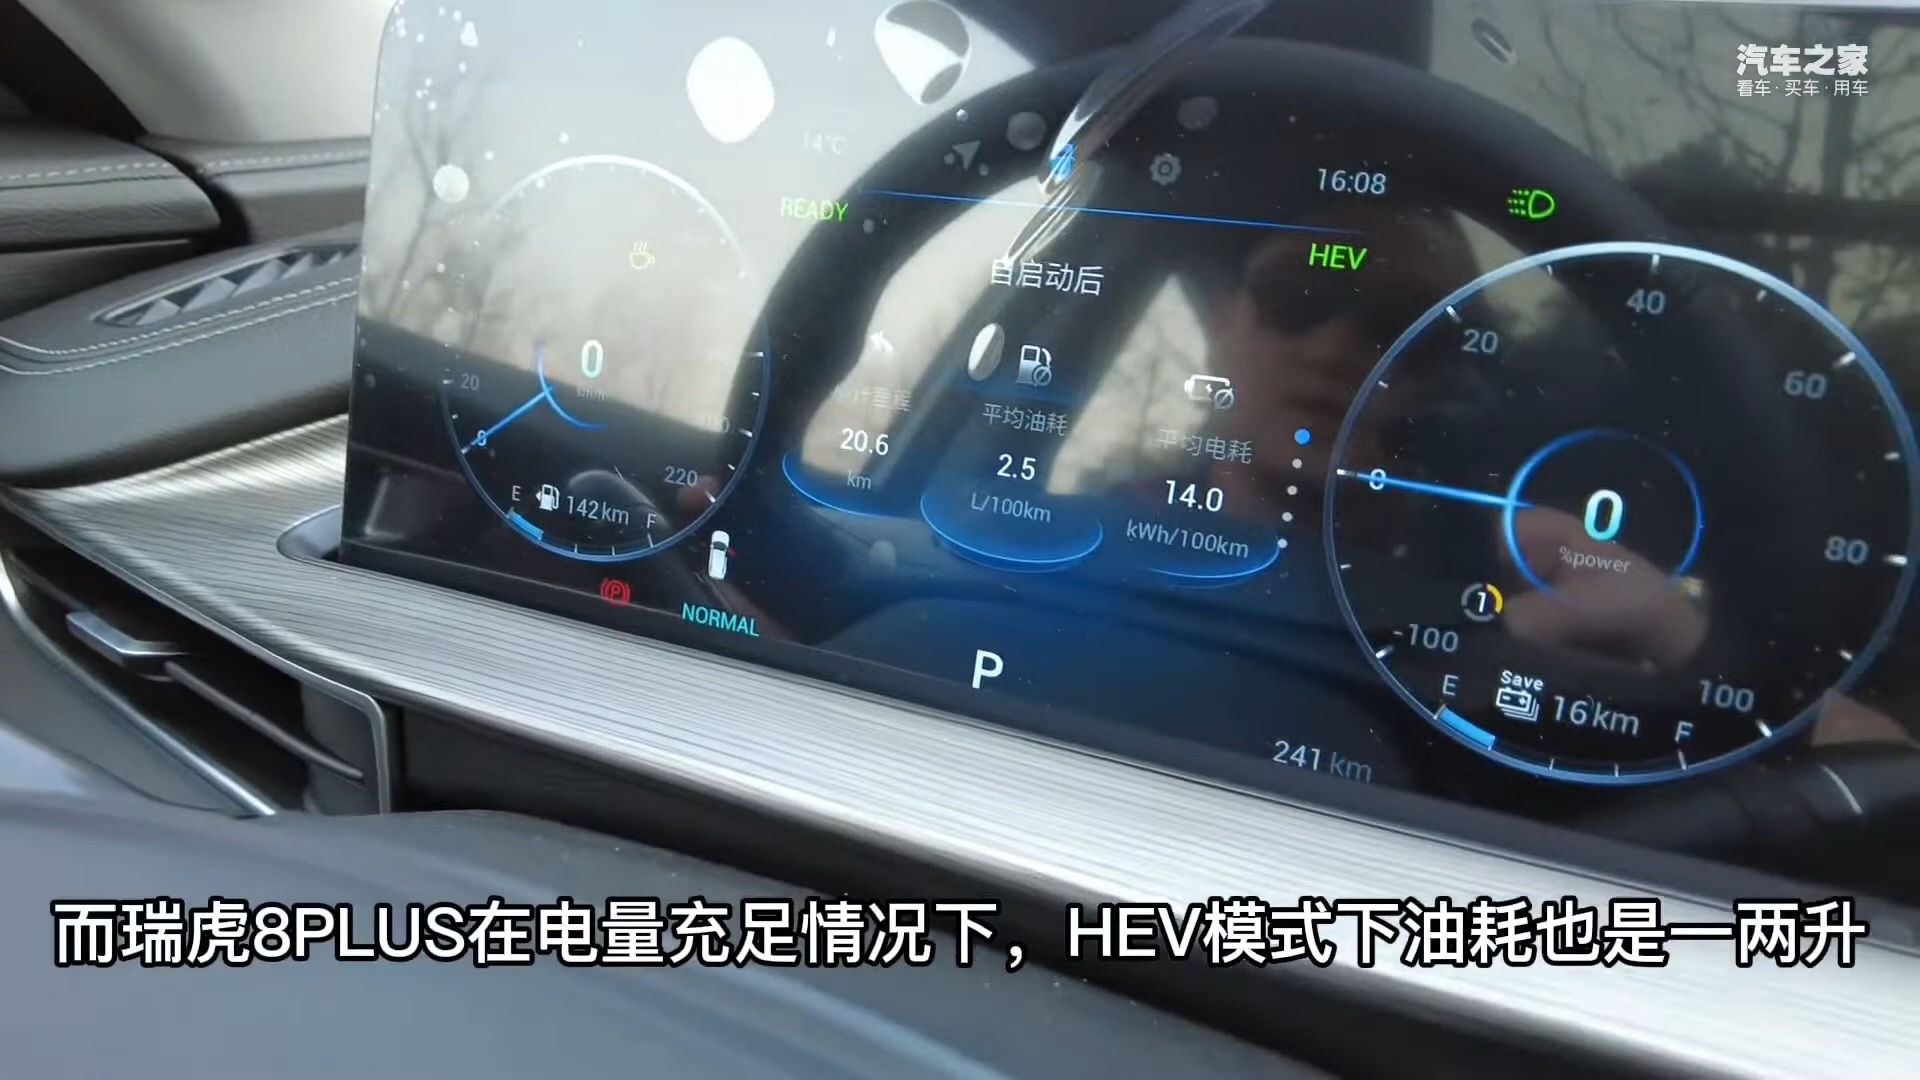 汽车之家
看车·买车·用车
14°C
16:08
READY
HEV
自启动后
平均油耗
平均电耗
20.6
km
2.5
L/100km
14.0
kWh/100km
0
km/h
20
0
220
E
142km
F
NORMAL
P
241 km
20
40
60
80
100
0
0
%power
1
-100
E
Save
16km
F
而瑞虎8PLUS在电量充足情况下，HEV模式下油耗也是一两升